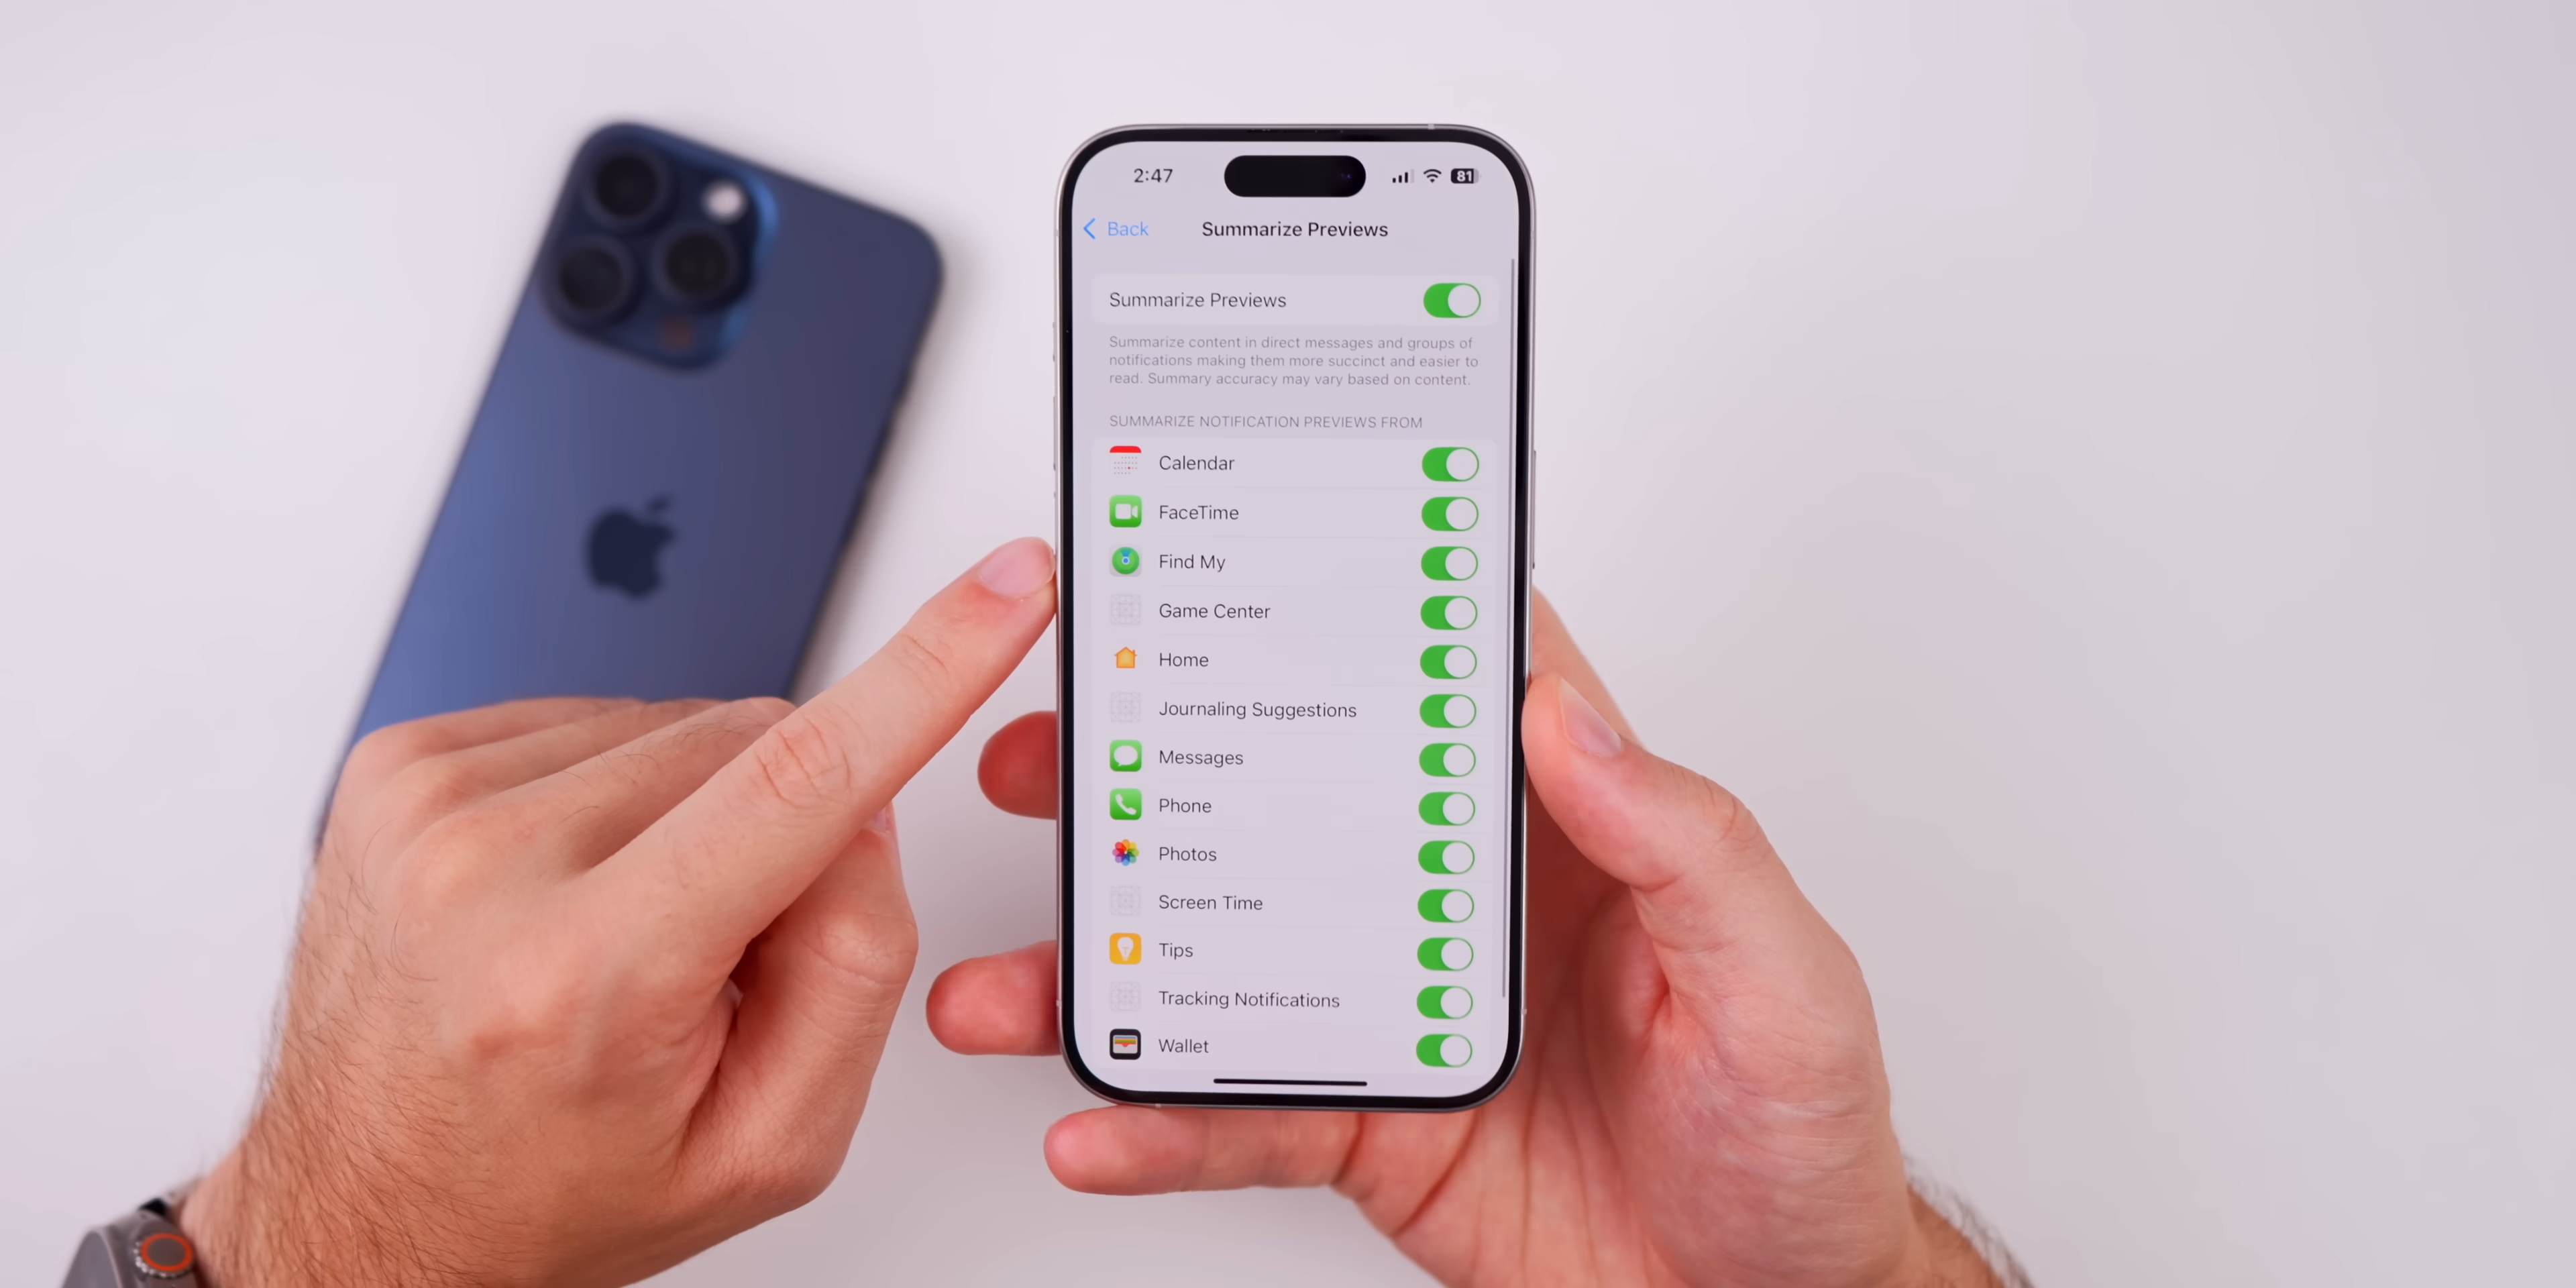 2:47
81
Back
Summarize Previews
Summarize Previews
Summarize content in direct messages and groups of
notifications making them more succinct and easier to
read. Summary accuracy may vary based on content.
SUMMARIZE NOTIFICATION PREVIEWS FROM
Calendar
FaceTime
Find My
Game Center
Home
Journaling Suggestions
Messages
Phone
Photos
Screen Time
Tips
Tracking Notifications
Wallet